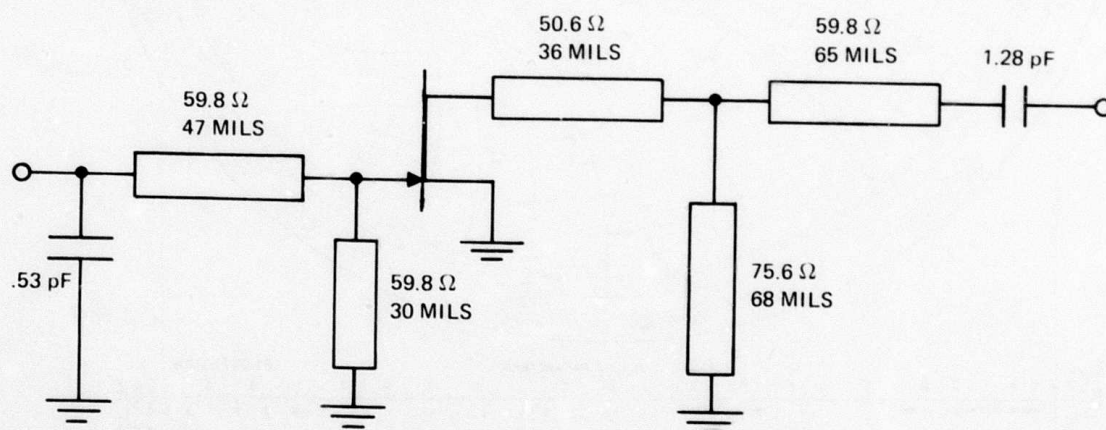 50.6 Ω
36 MILS
59.8 Ω
65 MILS
1.28 pF
59.8 Ω
47 MILS
.53 pF
59.8 Ω
30 MILS
75.6 Ω
68 MILS